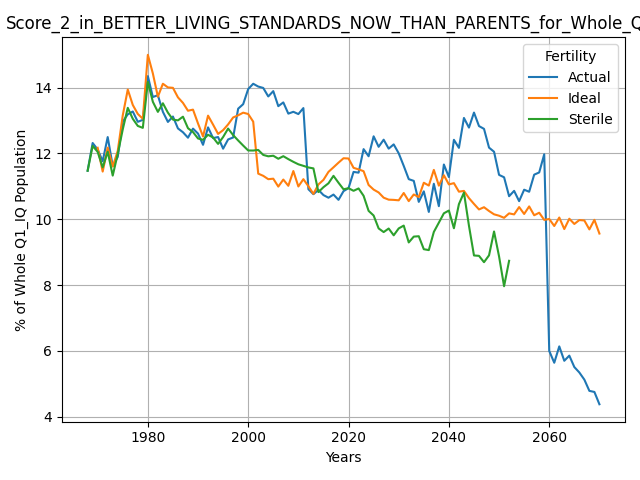 Score_2_in_BETTER_LIVING_STANDARDS_NOW_THAN_PARENTS_for_Whole_Q
Fertility
Actual
Ideal
Sterile
% of Whole Q1_IQ Population
14
12
10
8
6
4
1980 2000 2020 2040 2060
Years